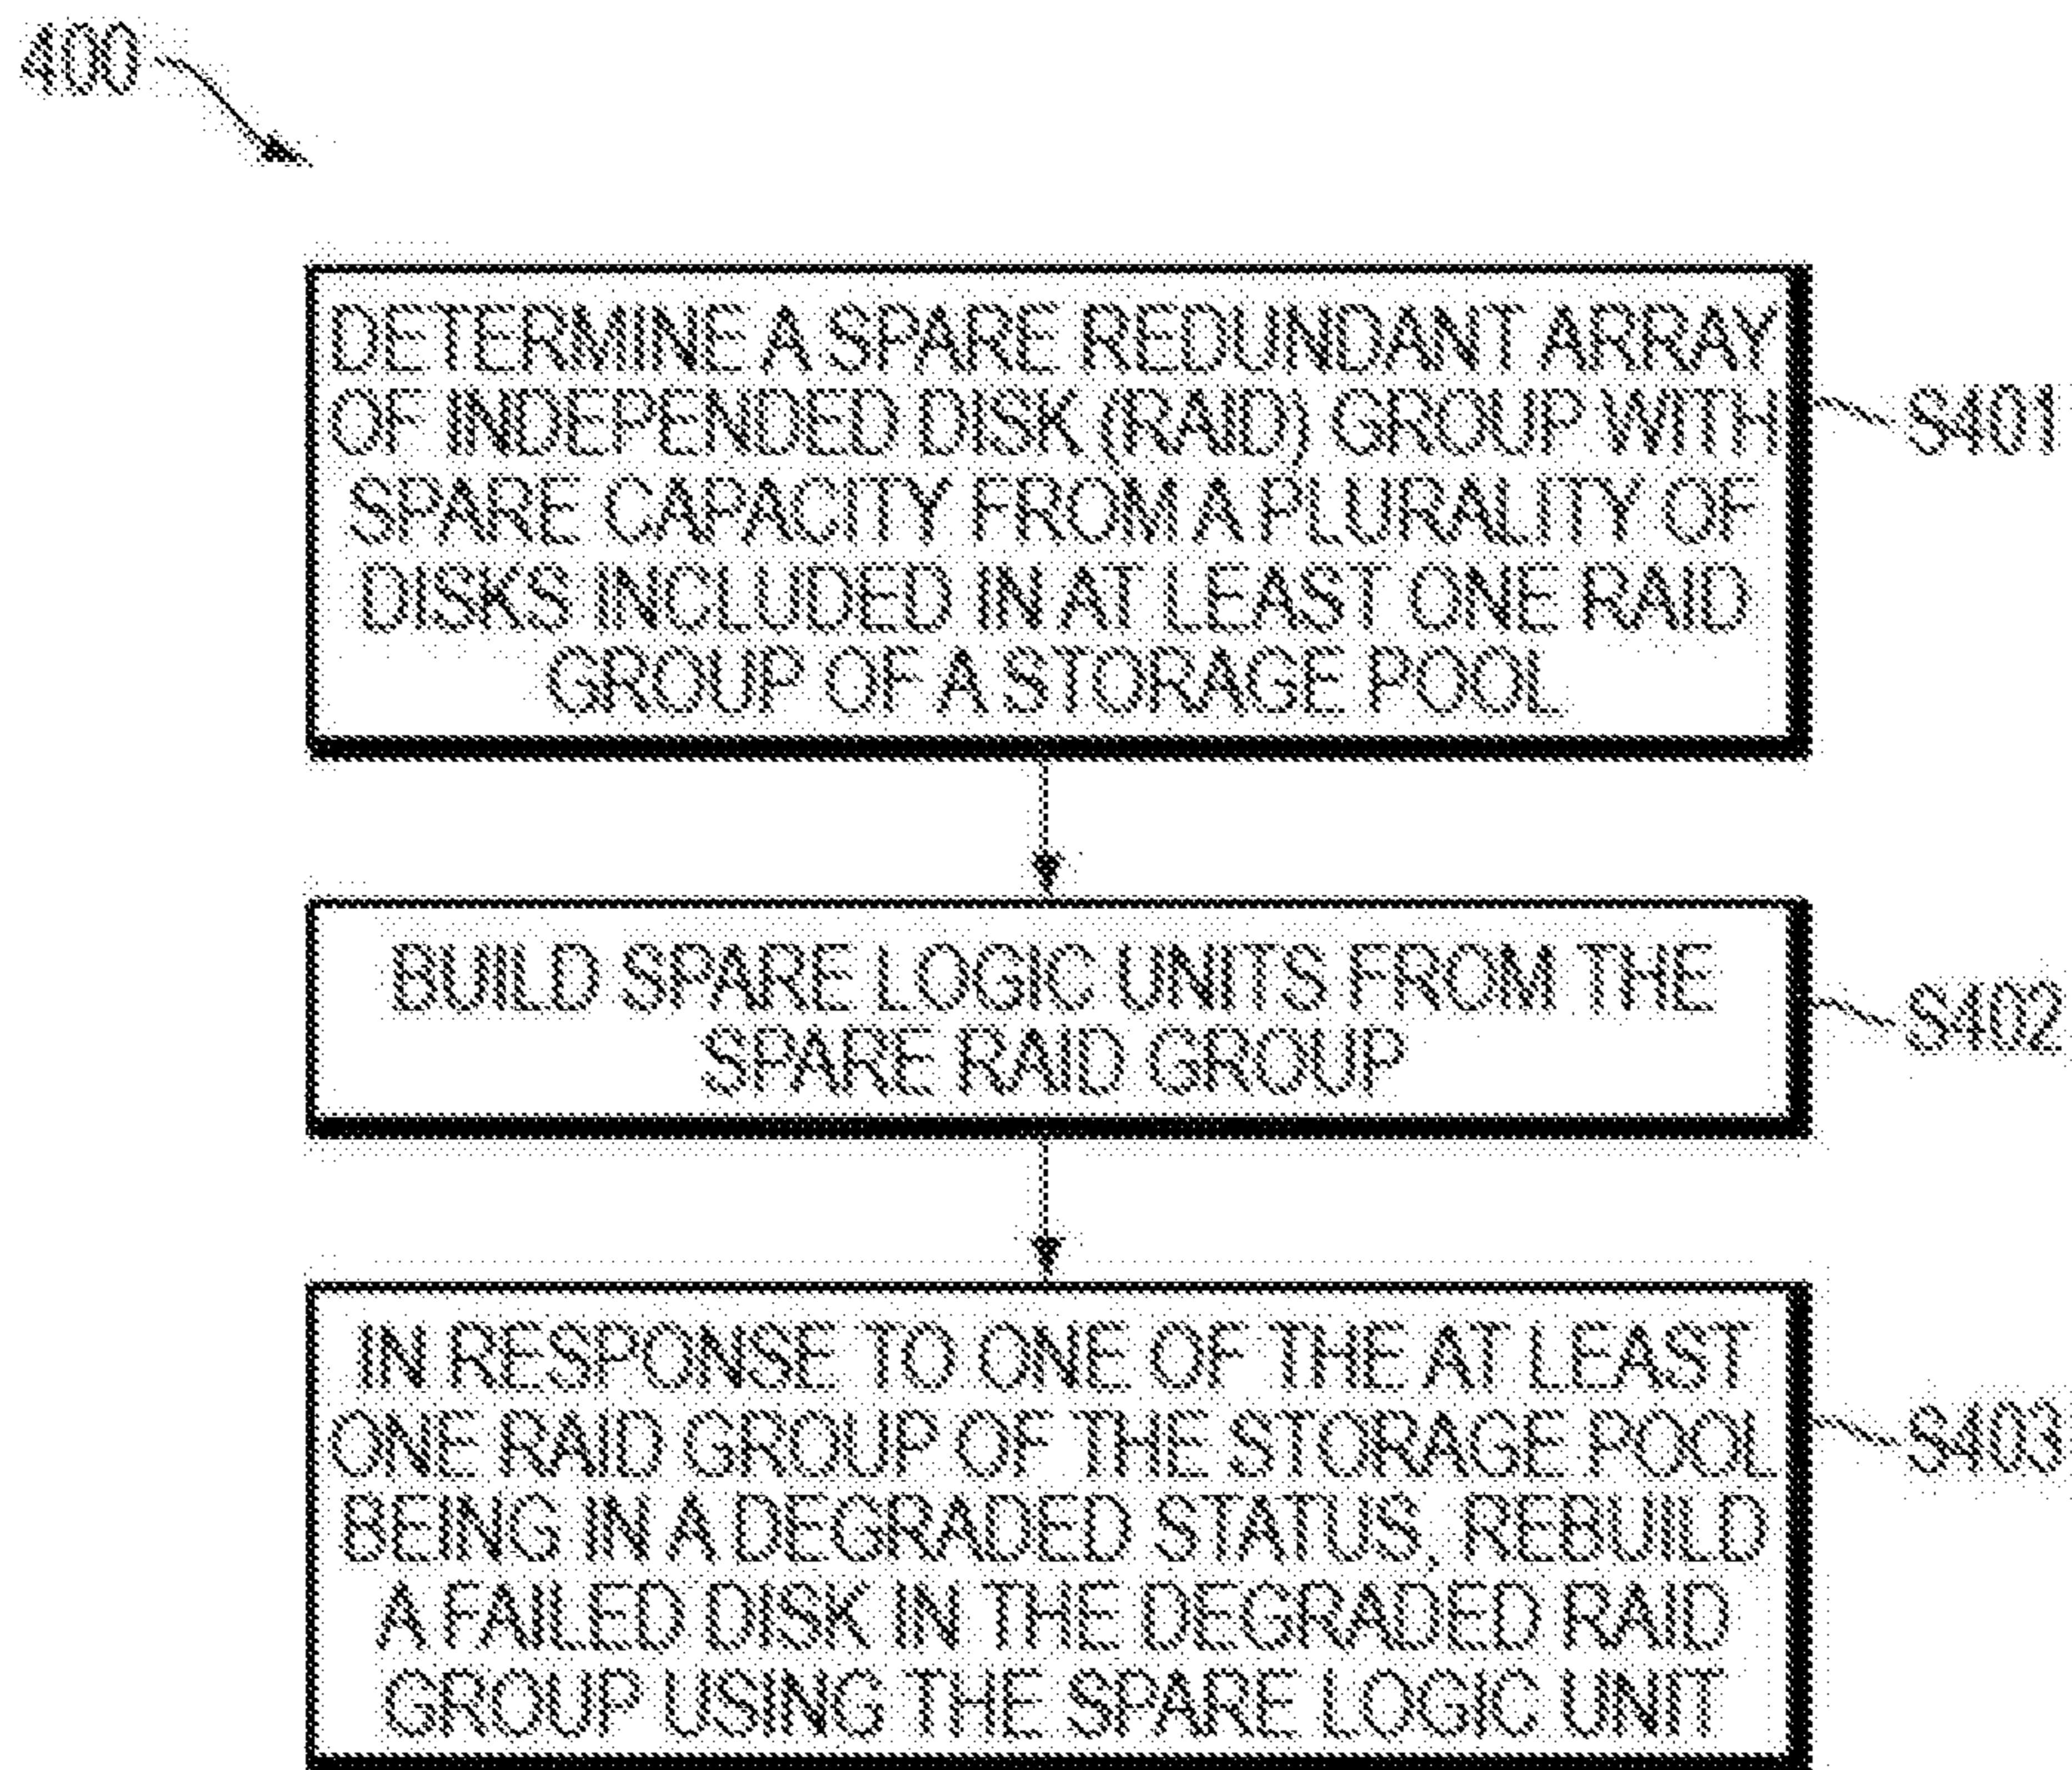 400
DETERMINE A SPARE REDUNDANT ARRAY
OF INDEPENDED DISK (RAID) GROUP WITH
SPARE CAPACITY FROM A PLURALITY OF
DISKS INCLUDED IN AT LEAST ONE RAID
GROUP OF A STORAGE POOL
S401
BUILD SPARE LOGIC UNITS FROM THE
SPARE RAID GROUP
S402
IN RESPONSE TO ONE OF THE AT LEAST
ONE RAID GROUP OF THE STORAGE POOL
BEING IN A DEGRADED STATUS, REBUILD
A FAILED DISK IN THE DEGRADED RAID
GROUP USING THE SPARE LOGIC UNIT
S403